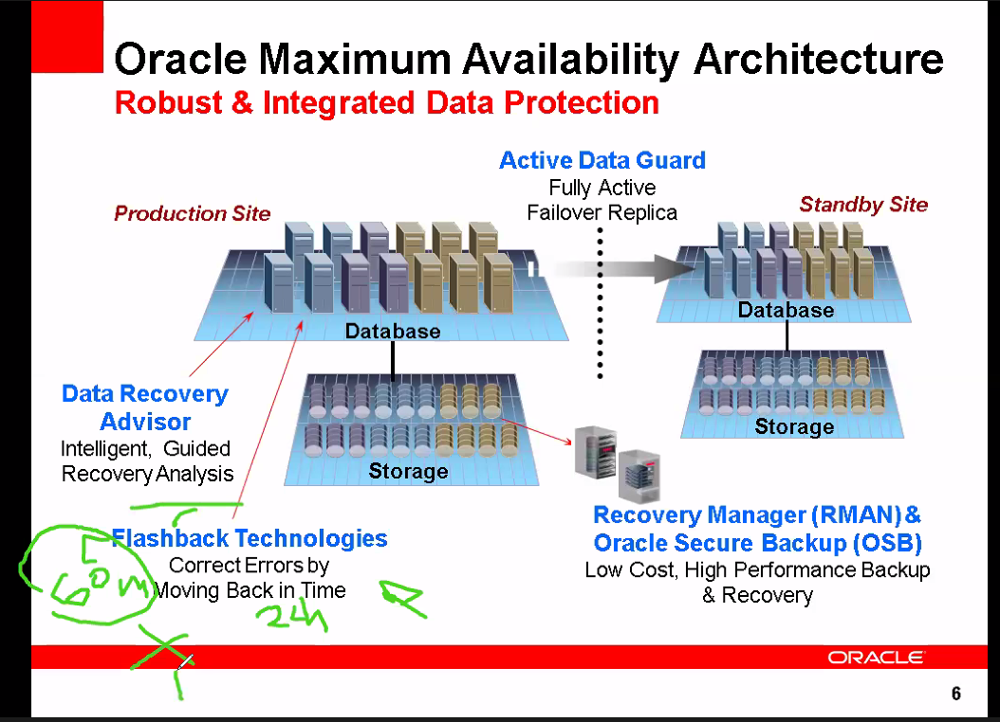 Oracle Maximum Availability Architecture
Robust & Integrated Data Protection
Active Data Guard
Fully Active
Failover Replica
Production Site
Standby Site
Database
Database
Data Recovery
Advisor
Intelligent, Guided
Recovery Analysis
Storage
Storage
Flashback Technologies
Correct Errors by
Moving Back in Time
Recovery Manager (RMAN) &
Oracle Secure Backup (OSB)
Low Cost, High Performance Backup
& Recovery
24h
ORACLE
6